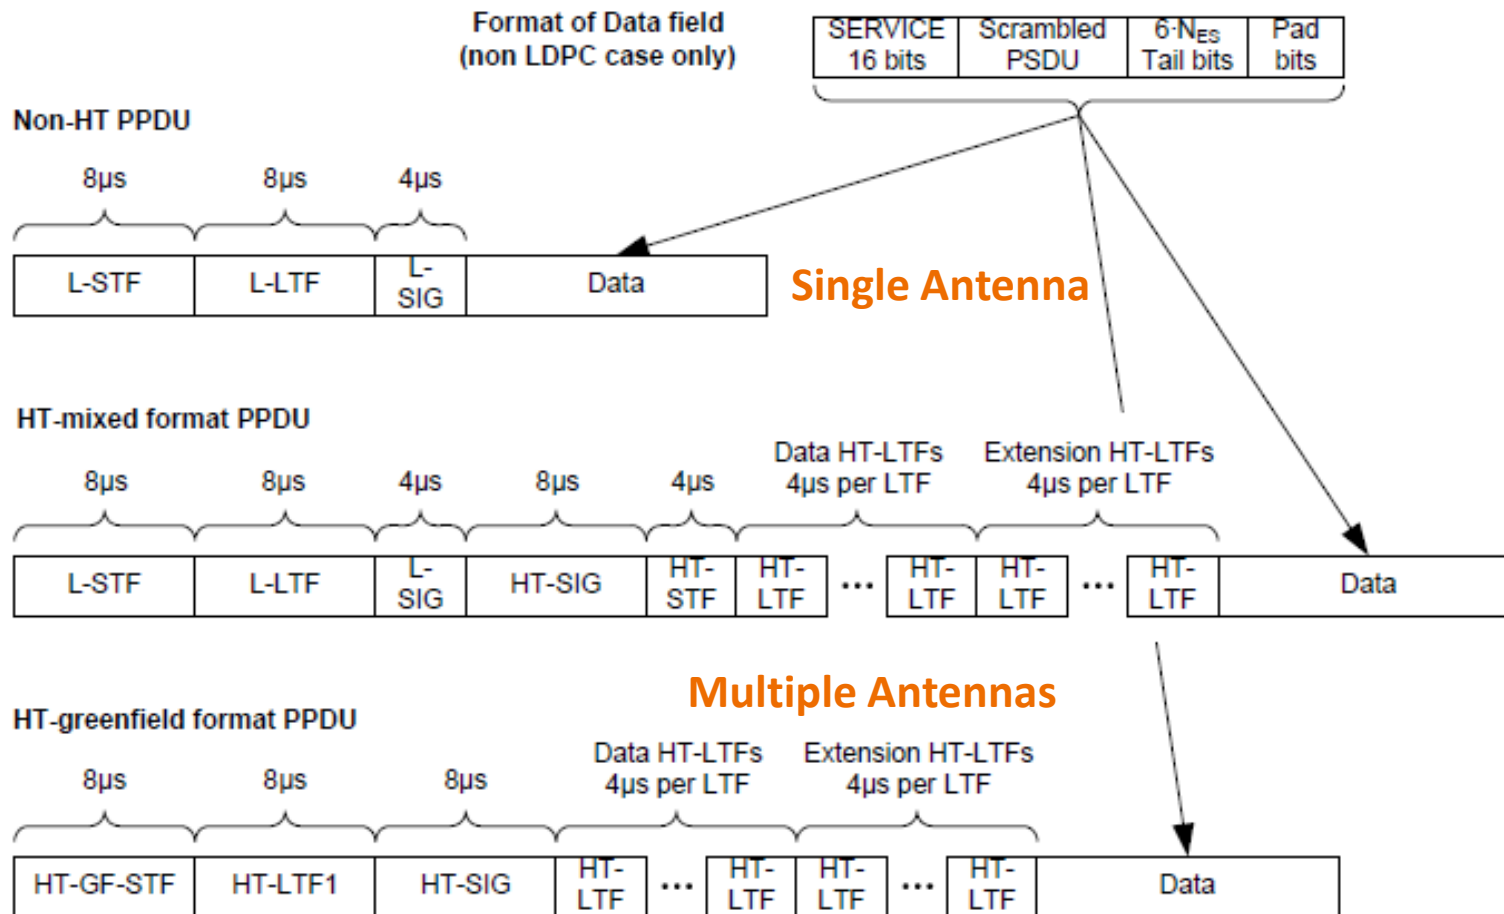 Format of Data field
(non LDPC case only)
SERVICE
16 bits
Scrambled
PSDU
6·NES
Tail bits
Pad
bits
Non-HT PPDU
8µs
8µs
4µs
L-STF
L-LTF
L-
SIG
Data
Single Antenna
HT-mixed format PPDU
Data HT-LTFs
4µs per LTF
Extension HT-LTFs
4µs per LTF
8µs
8µs
4µs
8µs
4µs
L-STF
L-LTF
L-
SIG
HT-SIG
HT-
STF
HT-
LTF
...
HT-
LTF
HT-
LTF
...
HT-
LTF
Data
Multiple Antennas
HT-greenfield format PPDU
Data HT-LTFs
4µs per LTF
Extension HT-LTFs
4µs per LTF
8µs
8µs
8µs
HT-GF-STF
HT-LTF1
HT-SIG
HT-
LTF
...
HT-
LTF
HT-
LTF
...
HT-
LTF
Data